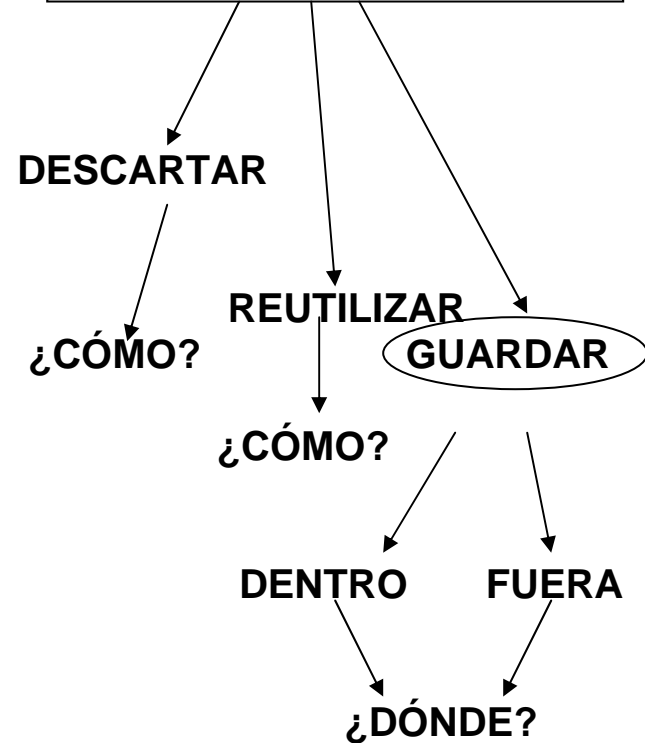 DESCARTAR
REUTILIZAR
¿CÓMO?
GUARDAR
¿CÓMO?
DENTRO
FUERA
¿DÓNDE?